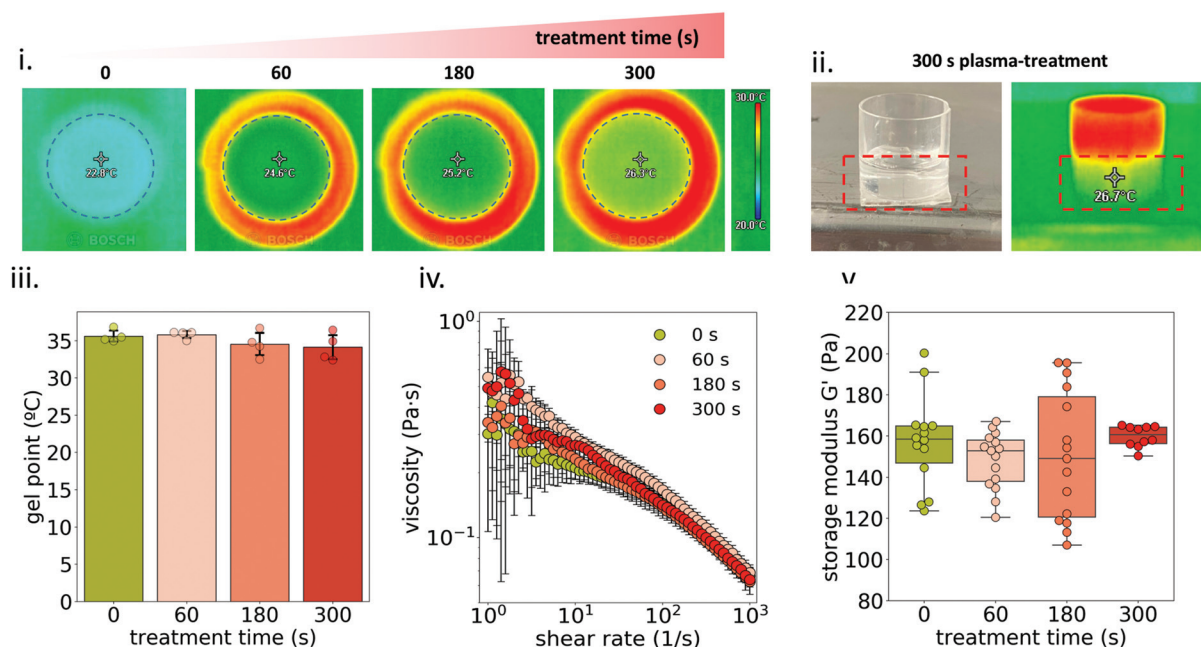 treatment time (s)
i.
0 60 180 300
30.0°C
22.8°C 24.6°C 25.2°C 26.3°C
BOSCH BOSCH BOSCH BOSCH
20.0°C
ii.
300 s plasma-treatment
26.7°C
iii.
gel point (ºC)
35
30
25
20
15
10
5
0
0 60 180 300
treatment time (s)
iv.
viscosity (Pa·s)
10⁰
10⁻¹
0 s
60 s
180 s
300 s
10⁰ 10¹ 10² 10³
shear rate (1/s)
v.
storage modulus G' (Pa)
220
200
180
160
140
120
100
80
0 60 180 300
treatment time (s)